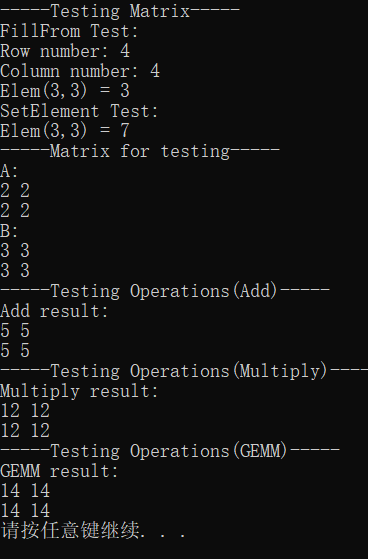 -----Testing Matrix-----
FillFrom Test:
Row number: 4
Column number: 4
Elem(3,3) = 3
SetElement Test:
Elem(3,3) = 7
-----Matrix for testing-----
A:
2 2
2 2
B:
3 3
3 3
-----Testing Operations(Add)-----
Add result:
5 5
5 5
-----Testing Operations(Multiply)----
Multiply result:
12 12
12 12
-----Testing Operations(GEMM)-----
GEMM result:
14 14
14 14
请按任意键继续. . .